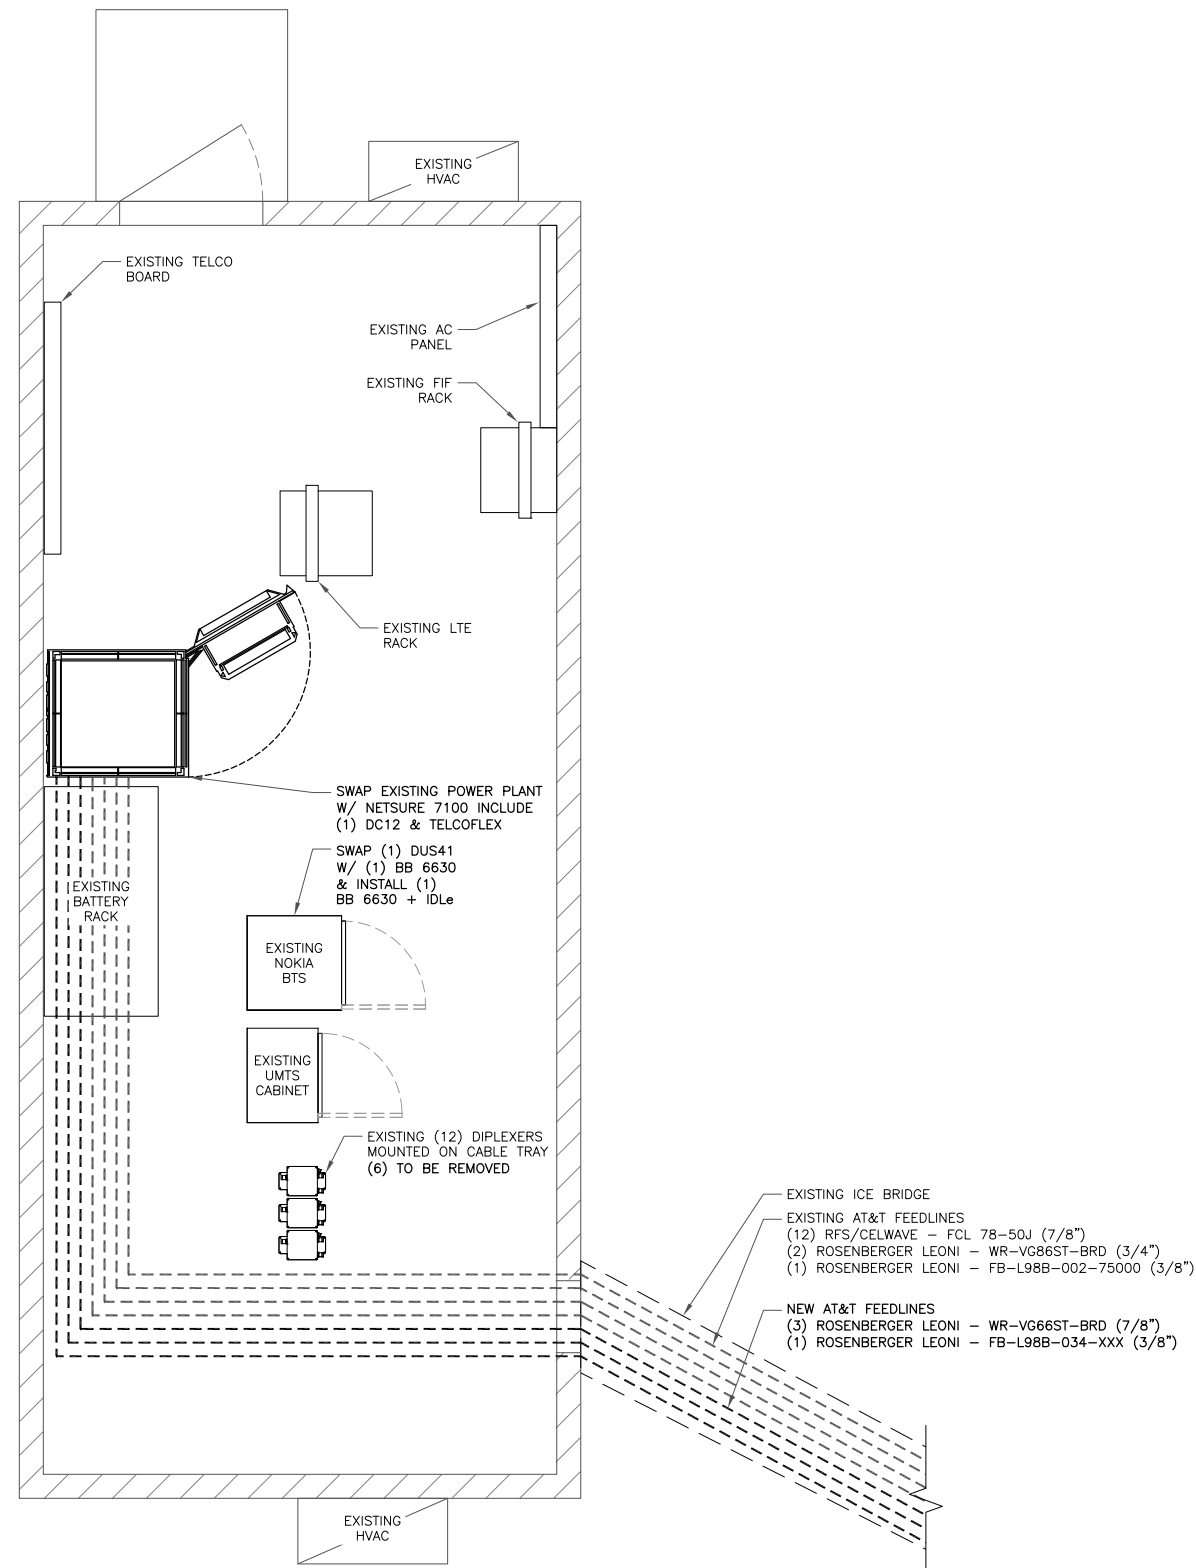 EXISTING
HVAC
EXISTING TELCO
BOARD
EXISTING AC
PANEL
EXISTING FIF
RACK
EXISTING LTE
RACK
SWAP EXISTING POWER PLANT
W/ NETSURE 7100 INCLUDE
(1) DC12 & TELCOFLEX
SWAP (1) DUS41
W/ (1) BB 6630
& INSTALL (1)
BB 6630 + IDLe
EXISTING
BATTERY
RACK
EXISTING
NOKIA
BTS
EXISTING
UMTS
CABINET
EXISTING (12) DIPLEXERS
MOUNTED ON CABLE TRAY
(6) TO BE REMOVED
EXISTING ICE BRIDGE
EXISTING AT&T FEEDLINES
(12) RFS/CELWAVE – FCL 78–50J (7/8")
(2) ROSENBERGER LEONI – WR–VG86ST–BRD (3/4")
(1) ROSENBERGER LEONI – FB–L98B–002–75000 (3/8")
NEW AT&T FEEDLINES
(3) ROSENBERGER LEONI – WR–VG66ST–BRD (7/8")
(1) ROSENBERGER LEONI – FB–L98B–034–XXX (3/8")
EXISTING
HVAC